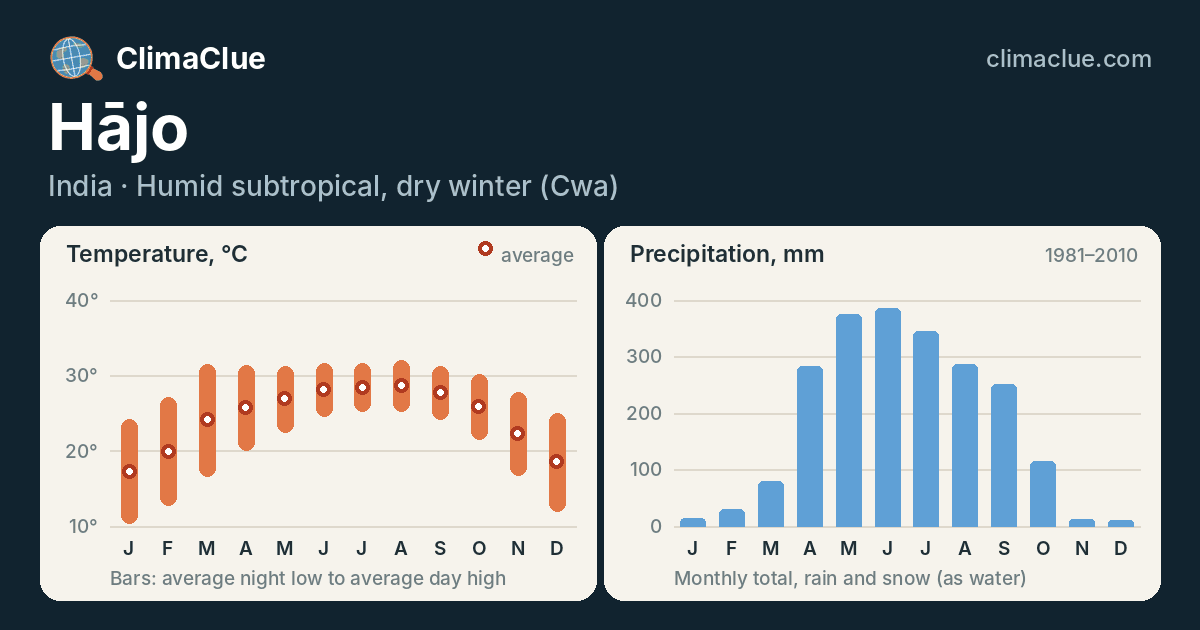 ClimaClue
climaclue.com
Hājo
India · Humid subtropical, dry winter (Cwa)
Temperature, °C
average
40°
30°
20°
10°
J F M A M J J A S O N D
Bars: average night low to average day high
Precipitation, mm
1981–2010
400
300
200
100
0
J F M A M J J A S O N D
Monthly total, rain and snow (as water)